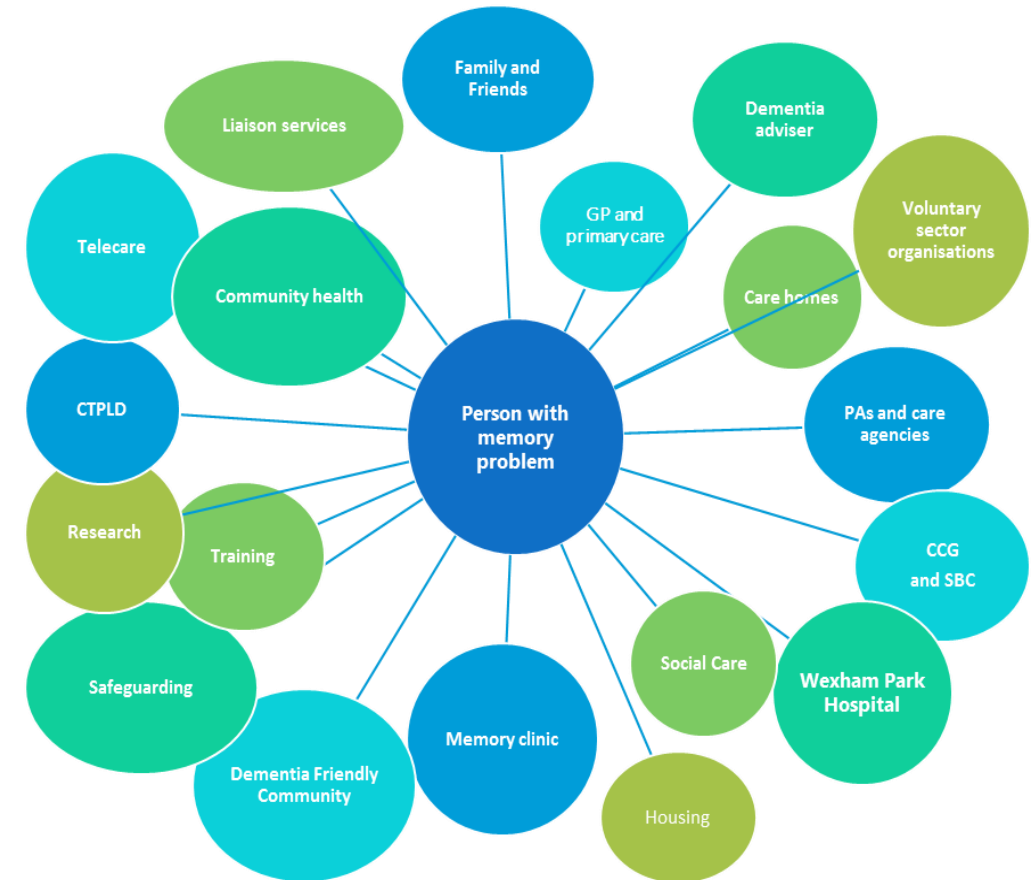 Family and
Friends
Liaison services
Dementia
adviser
GP and
primary care
Voluntary
sector
organisations
Telecare
Community health
Care homes
CTPLD
Person with
memory
problem
PAs and care
agencies
Research
Training
CCG
and SBC
Safeguarding
Social Care
Wexham Park
Hospital
Dementia Friendly
Community
Memory clinic
Housing